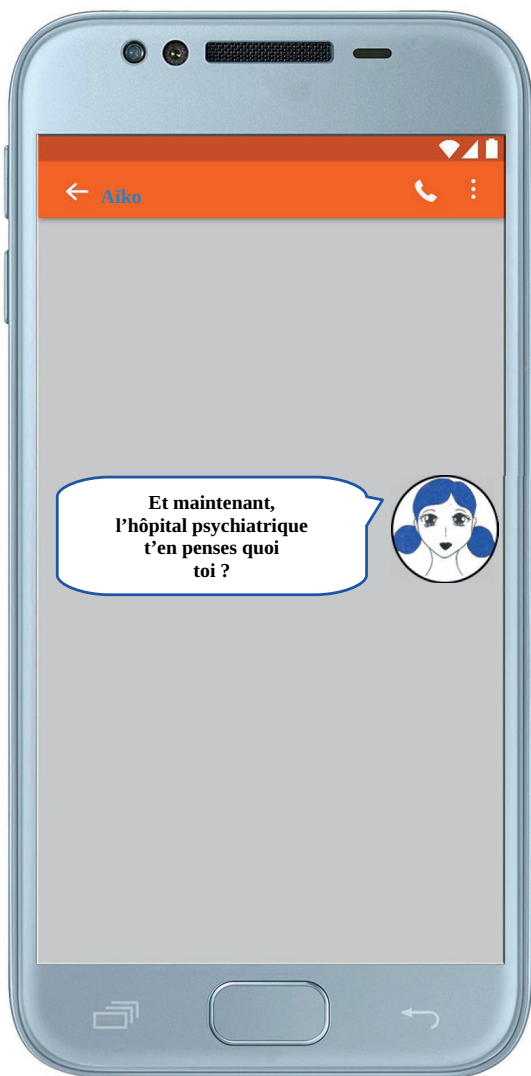 Aïko
Et maintenant,
l’hôpital psychiatrique
t’en penses quoi
toi ?